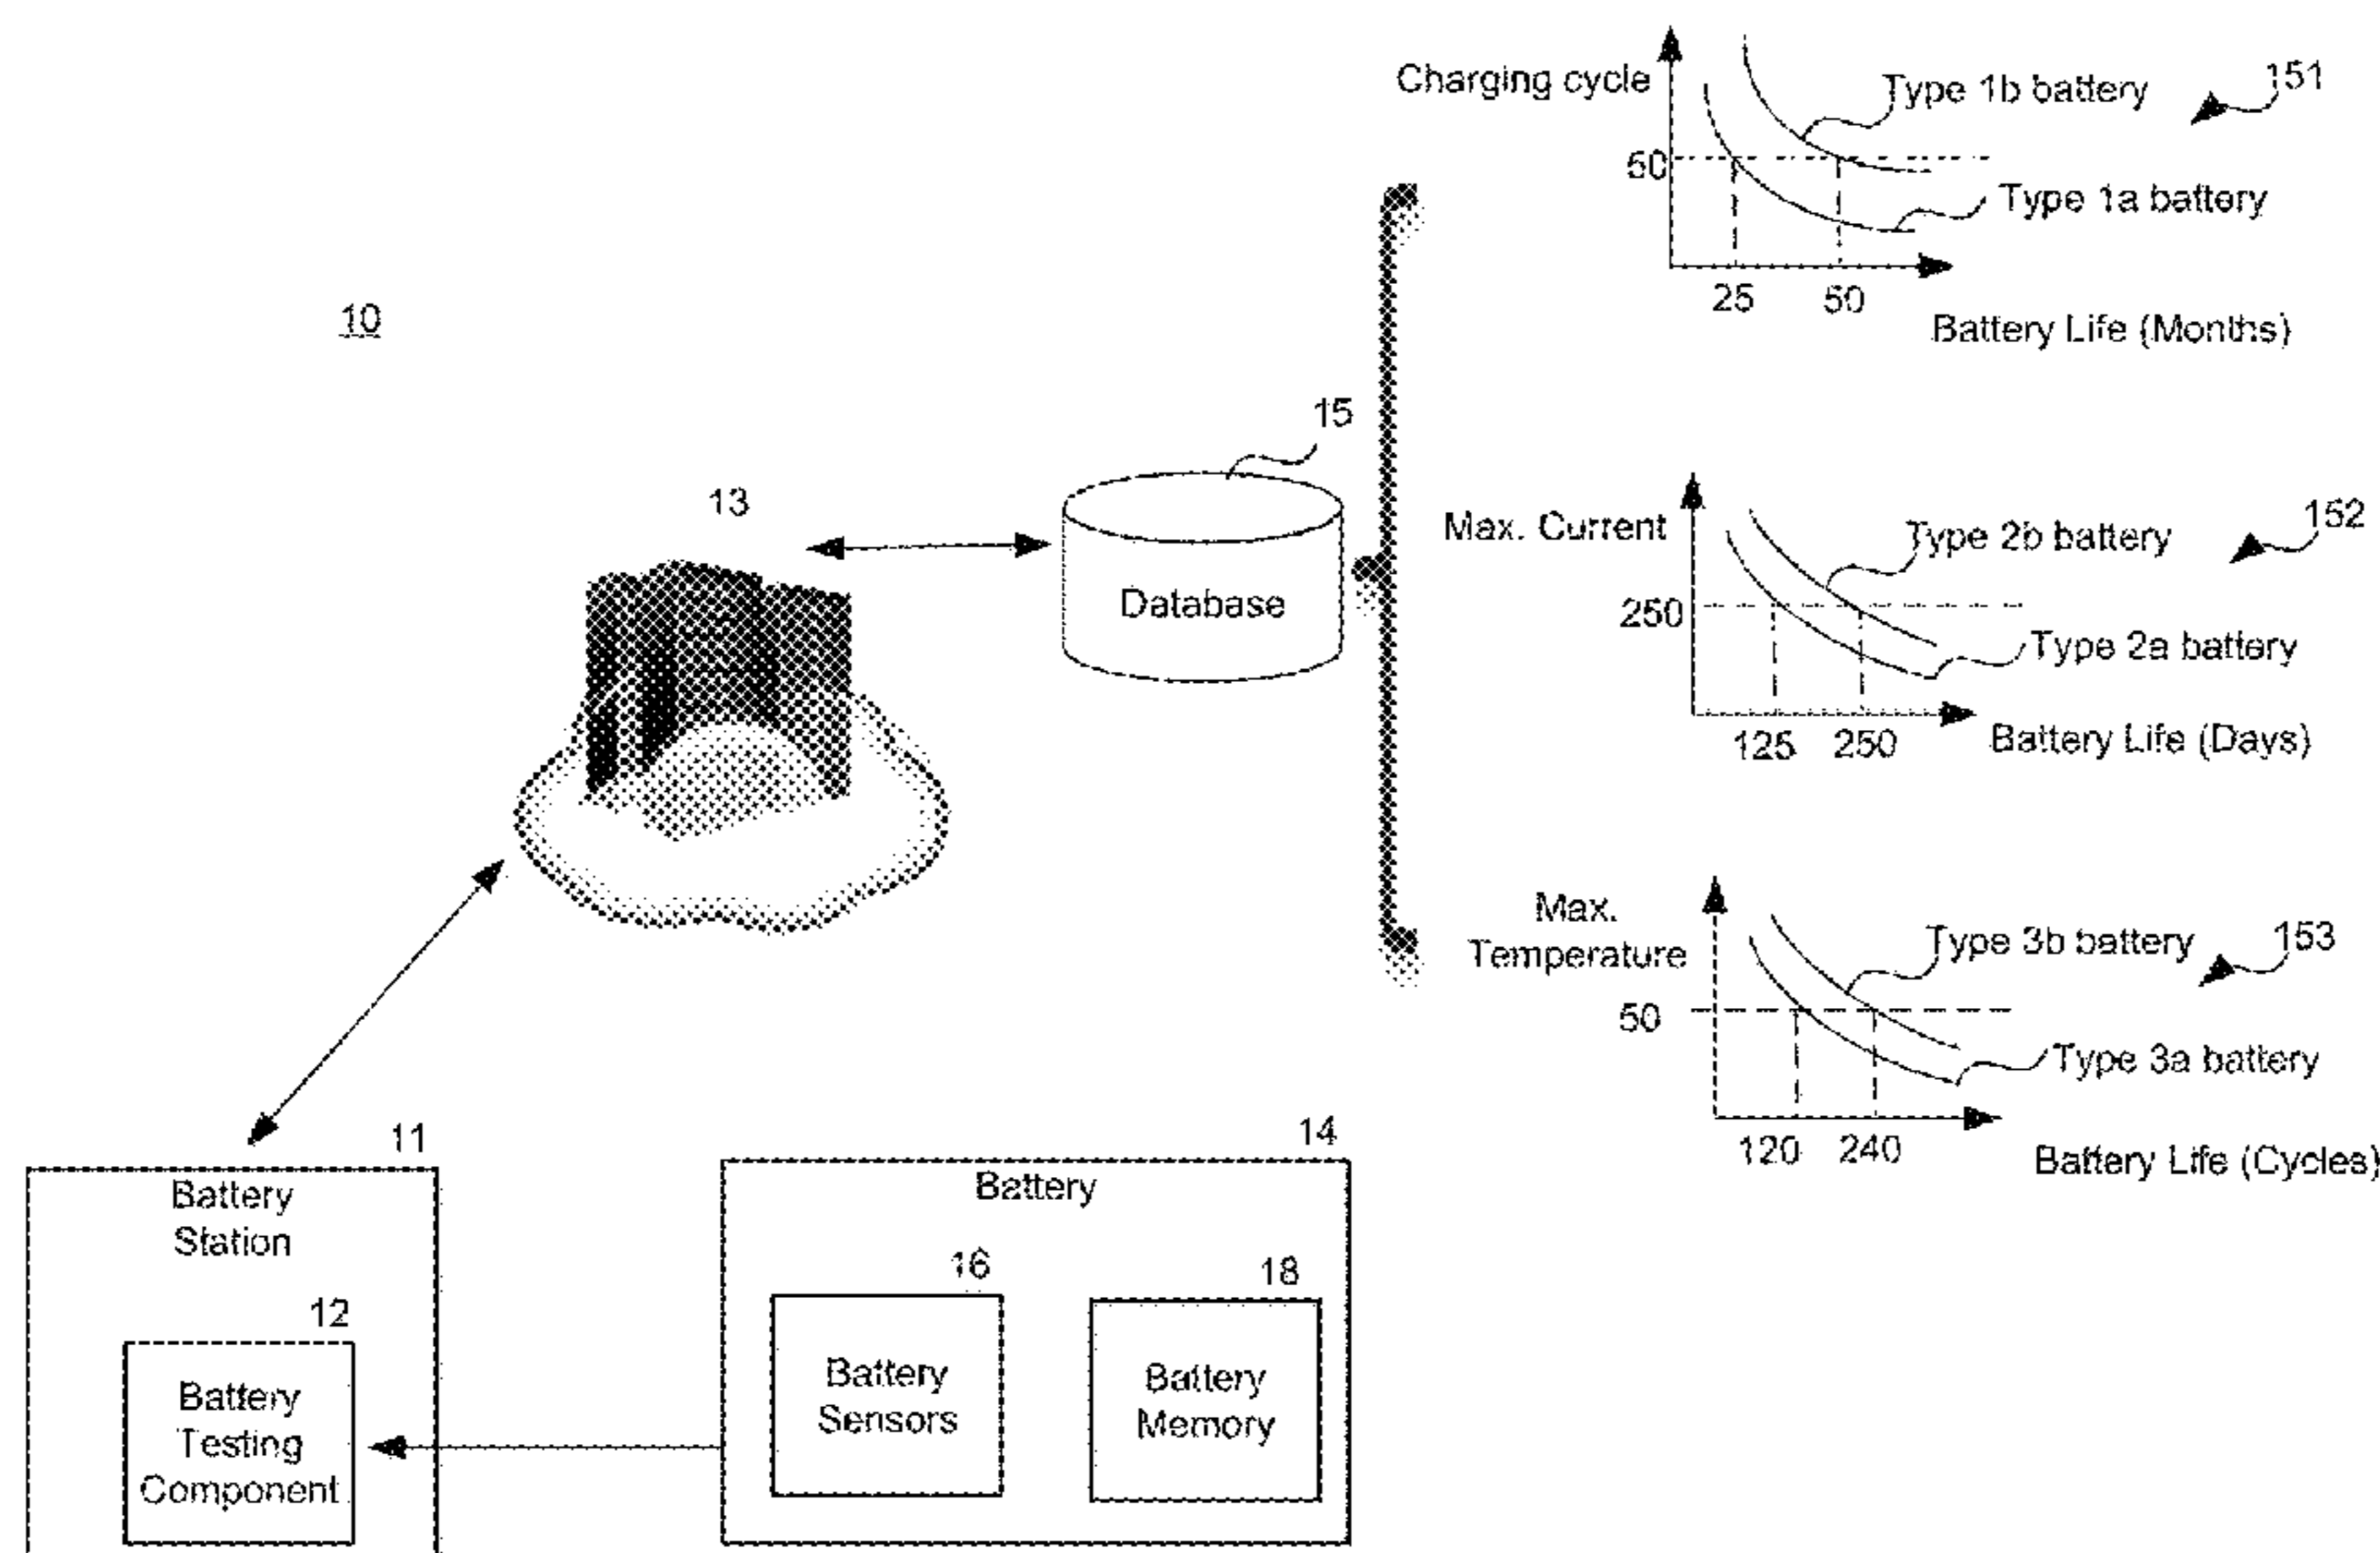 10
13
15
Database
Charging cycle
Type 1b battery
151
50
Type 1a battery
25
50
Battery Life (Months)
Max. Current
Type 2b battery
152
250
Type 2a battery
125
250
Battery Life (Days)
Max.
Temperature
Type 3b battery
153
50
Type 3a battery
120
240
Battery Life (Cycles)
11
Battery
Station
12
Battery
Testing
Component
14
Battery
16
Battery
Sensors
18
Battery
Memory